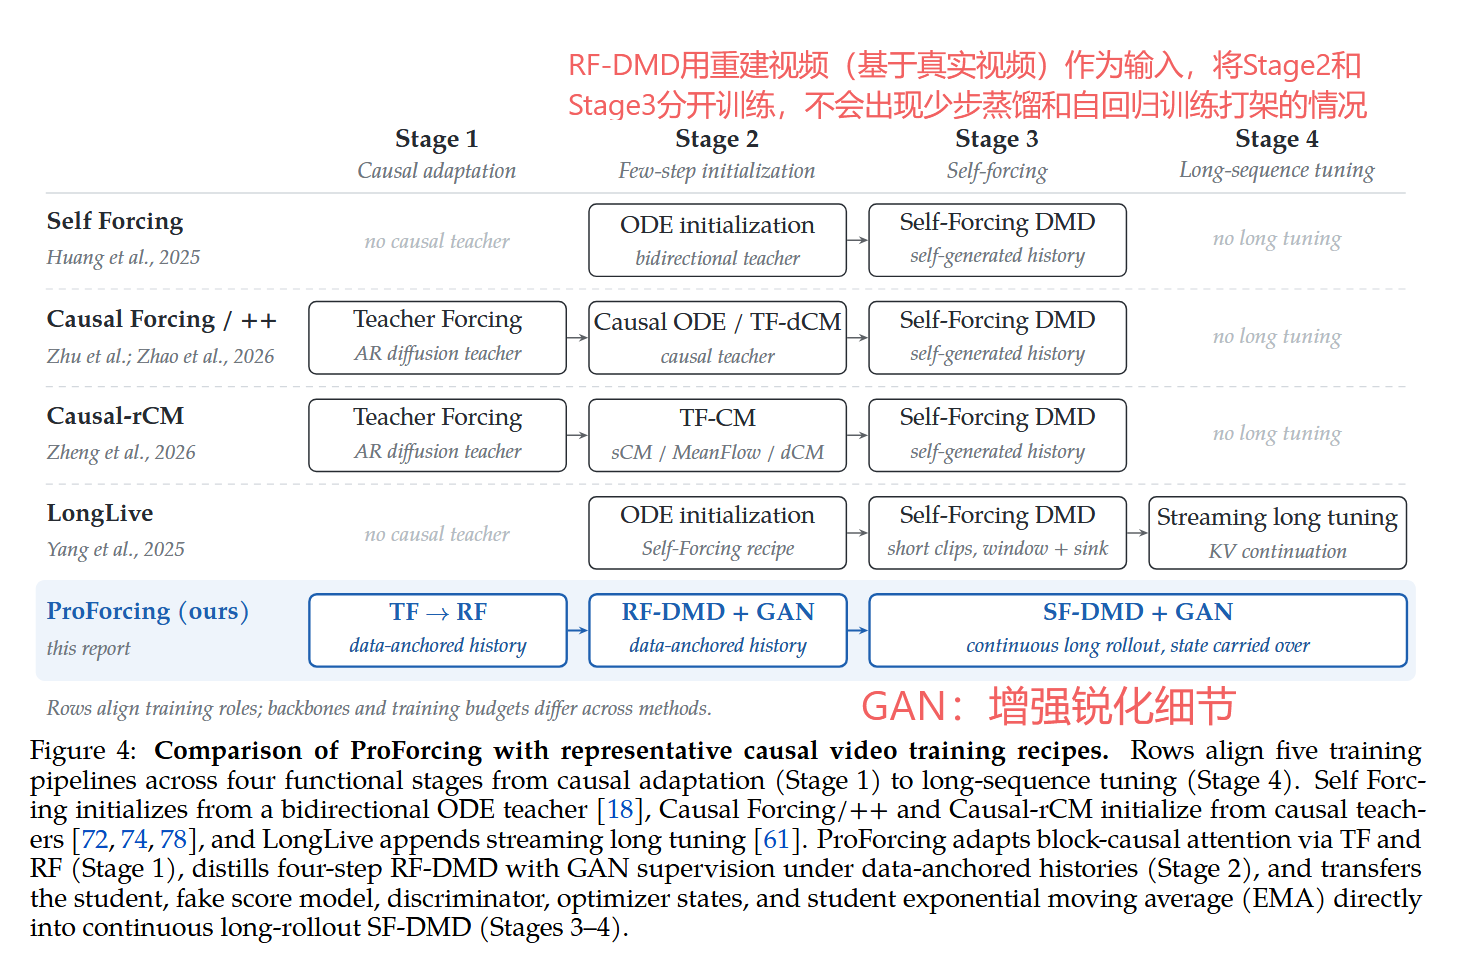 RF-DMD用重建视频（基于真实视频）作为输入，将Stage2和
Stage3分开训练，不会出现少步蒸馏和自回归训练打架的情况
Stage 1
Causal adaptation
Stage 2
Few-step initialization
Stage 3
Self-forcing
Stage 4
Long-sequence tuning
Self Forcing
Huang et al., 2025
no causal teacher
ODE initialization
bidirectional teacher
Self-Forcing DMD
self-generated history
no long tuning
Causal Forcing / ++
Zhu et al.; Zhao et al., 2026
Teacher Forcing
AR diffusion teacher
Causal ODE / TF-dCM
causal teacher
Self-Forcing DMD
self-generated history
no long tuning
Causal-rCM
Zheng et al., 2026
Teacher Forcing
AR diffusion teacher
TF-CM
sCM / MeanFlow / dCM
Self-Forcing DMD
self-generated history
no long tuning
LongLive
Yang et al., 2025
no causal teacher
ODE initialization
Self-Forcing recipe
Self-Forcing DMD
short clips, window + sink
Streaming long tuning
KV continuation
ProForcing (ours)
this report
TF → RF
data-anchored history
RF-DMD + GAN
data-anchored history
SF-DMD + GAN
continuous long rollout, state carried over
Rows align training roles; backbones and training budgets differ across methods.
GAN：增强锐化细节
Figure 4: Comparison of ProForcing with representative causal video training recipes. Rows align five training
pipelines across four functional stages from causal adaptation (Stage 1) to long-sequence tuning (Stage 4). Self Forc-
ing initializes from a bidirectional ODE teacher [18], Causal Forcing/++ and Causal-rCM initialize from causal teach-
ers [72, 74, 78], and LongLive appends streaming long tuning [61]. ProForcing adapts block-causal attention via TF and
RF (Stage 1), distills four-step RF-DMD with GAN supervision under data-anchored histories (Stage 2), and transfers
the student, fake score model, discriminator, optimizer states, and student exponential moving average (EMA) directly
into continuous long-rollout SF-DMD (Stages 3–4).